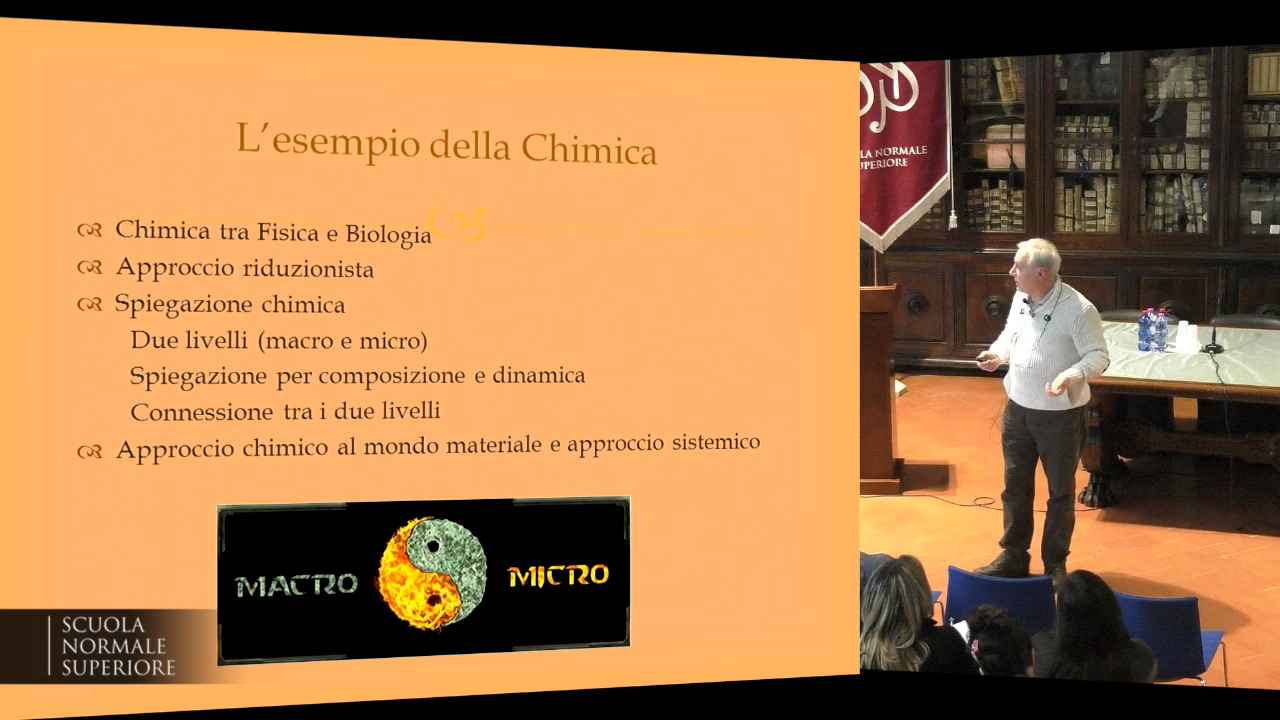 L'esempio della Chimica
Chimica tra Fisica e Biologia
Approccio riduzionista
Spiegazione chimica
Due livelli (macro e micro)
Spiegazione per composizione e dinamica
Connessione tra i due livelli
Approccio chimico al mondo materiale e approccio sistemico
MACRO
MICRO
SCUOLA
NORMALE
SUPERIORE
LA NORMALE
UPERIORE